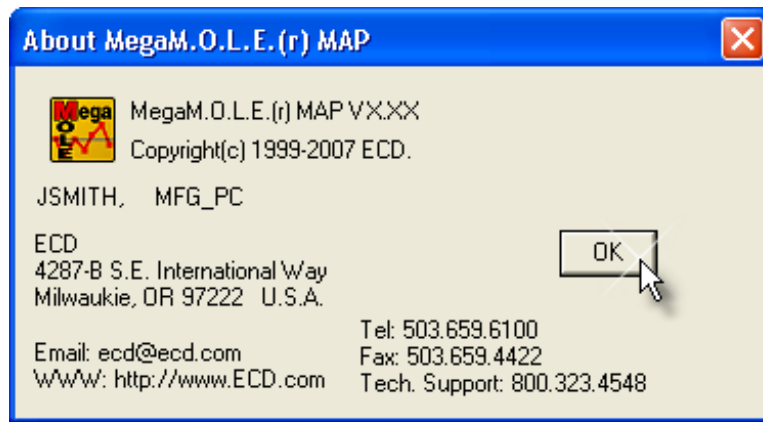 About MegaM.O.L.E.(r) MAP
Mega
MOLE
MegaM.O.L.E.(r) MAP VX.XX
Copyright(c) 1999-2007 ECD.
JSMITH, MFG_PC
ECD
4287-B S.E. International Way
Milwaukie, OR 97222 U.S.A.
OK
Email: ecd@ecd.com
WWW: http://www.ECD.com
Tel: 503.659.6100
Fax: 503.659.4422
Tech. Support: 800.323.4548